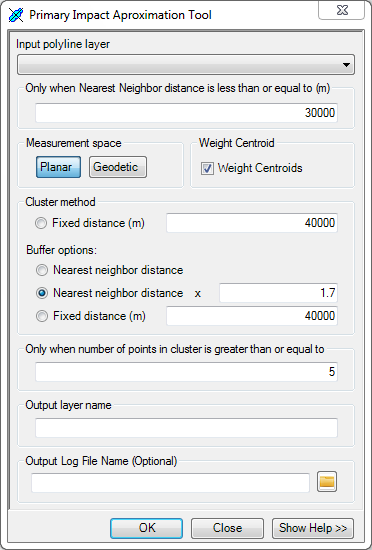 Primary Impact Aproximation Tool
Input polyline layer
Only when Nearest Neighbor distance is less than or equal to (m)
30000
Measurement space
Weight Centroid
Planar Geodetic
Weight Centroids
Cluster method
Fixed distance (m) 40000
Buffer options:
Nearest neighbor distance
Nearest neighbor distance x 1.7
Fixed distance (m) 40000
Only when number of points in cluster is greater than or equal to
5
Output layer name
Output Log File Name (Optional)
OK Close Show Help >>